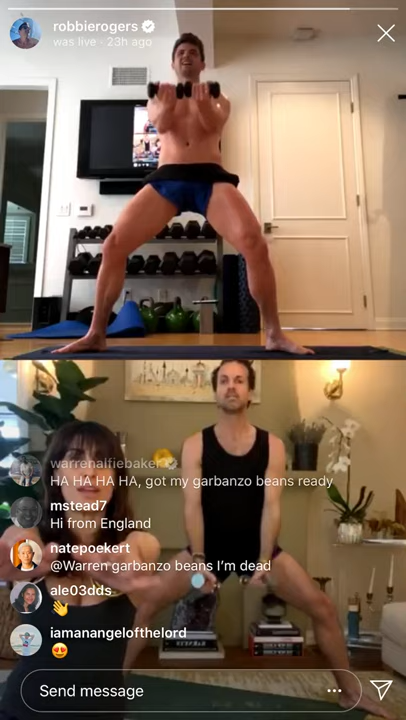 robbierogers
was live · 23h ago
warrenalfiebaker
HA HA HA HA, got my garbanzo beans ready
mstead7
Hi from England
natepoekert
@Warren garbanzo beans I'm dead
ale03dds
👋
iamanangelofthelord
😍
Send message